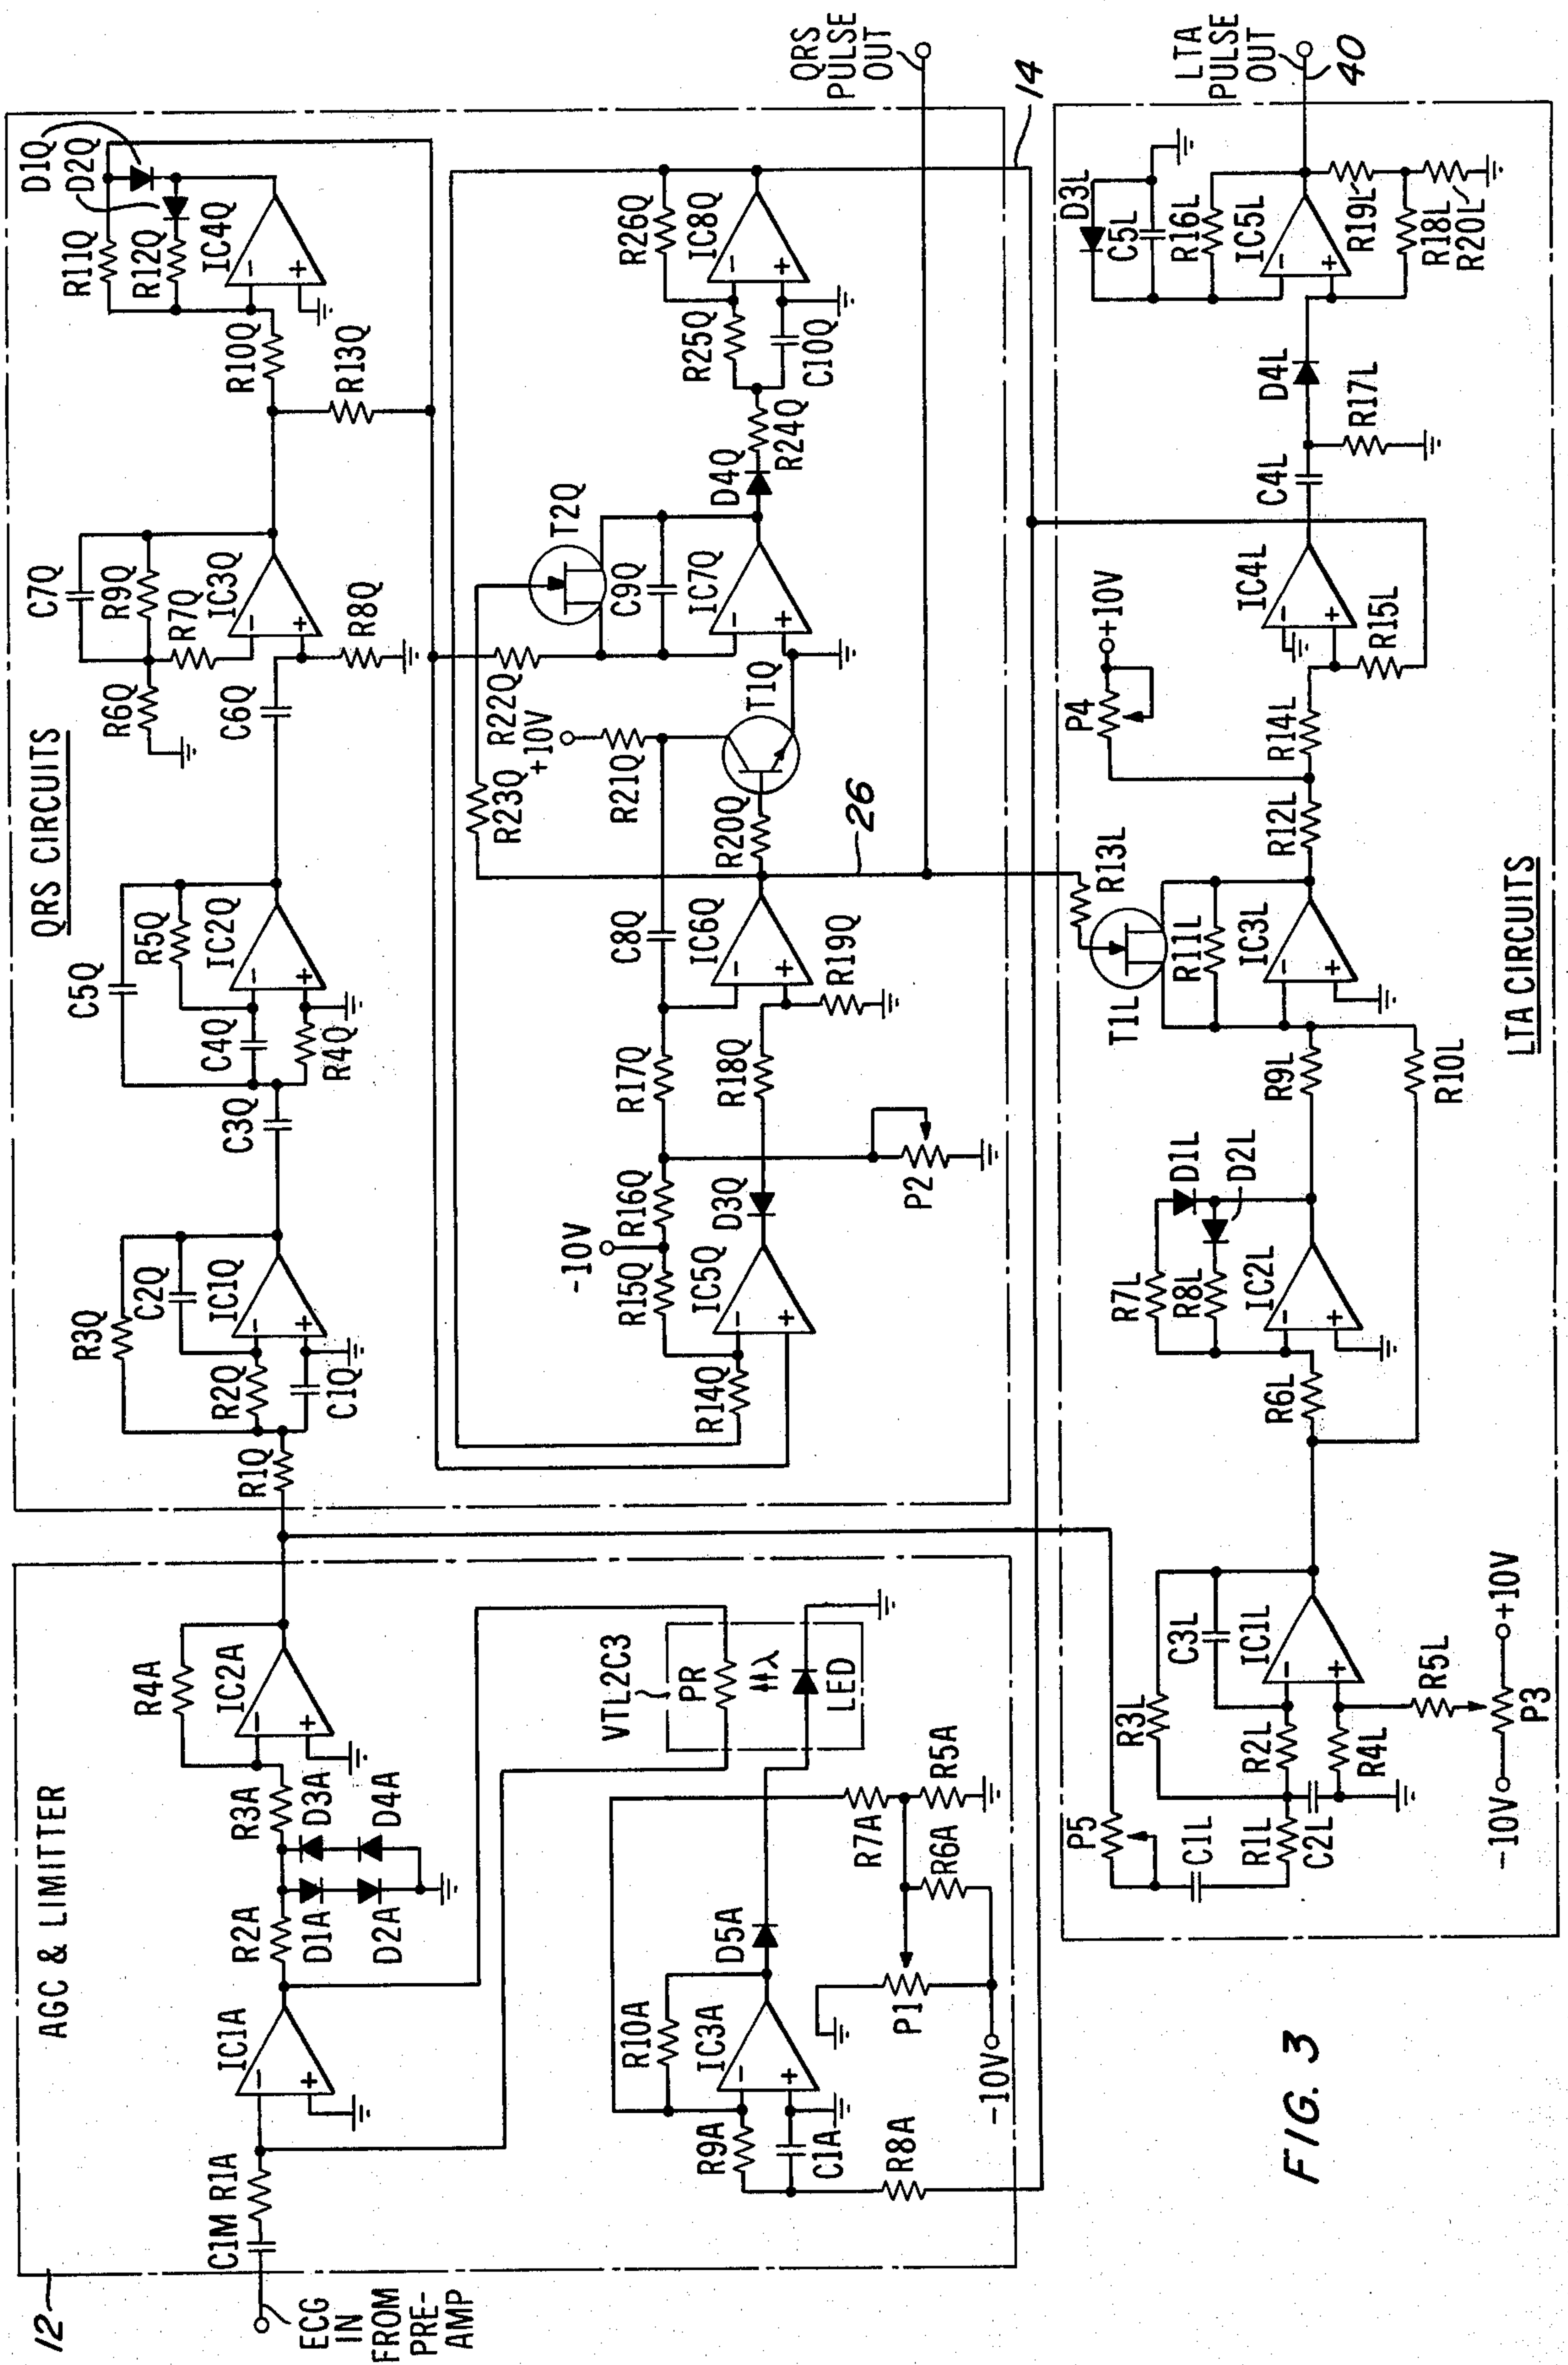 12
ECG
IN
FROM
PRE-
AMP
AGC & LIMITTER
C1M R1A
IC1A
−
+
R2A
D1A
D2A
R3A
D3A
D4A
R4A
IC2A
−
+
VTL2C3
PR
λ
LED
R10A
IC3A
−
+
D5A
R9A
C1A
R8A
P1
-10V
R7A
R6A
R5A
QRS CIRCUITS
R1Q
R3Q
C2Q
R2Q
IC1Q
−
+
C1Q
C3Q
C5Q
R5Q
C4Q
IC2Q
−
+
R4Q
C7Q
R9Q
R7Q
R6Q
IC3Q
−
+
C6Q
R8Q
R11Q
R12Q
D1Q
D2Q
IC4Q
−
+
R10Q
R13Q
-10V
R15Q
R16Q
R14Q
IC5Q
−
+
D3Q
P2
R17Q
R18Q
C8Q
IC6Q
−
+
R19Q
R23Q
R22Q
+10V
R21Q
R20Q
T1Q
26
T2Q
C9Q
IC7Q
−
+
D4Q
R24Q
R26Q
R25Q
IC8Q
−
+
C10Q
QRS
PULSE
OUT
14
LTA CIRCUITS
P5
C1L
R1L
C2L
R3L
C3L
R2L
IC1L
−
+
R4L
R5L
-10V
+10V
P3
R6L
R7L
R8L
D1L
D2L
IC2L
−
+
R9L
R10L
T1L
R13L
R11L
IC3L
−
+
R12L
P4
+10V
R14L
IC4L
−
+
R15L
C4L
R17L
D4L
D3L
C5L
R16L
IC5L
−
+
R19L
R18L
R20L
LTA
PULSE
OUT
40
FIG. 3